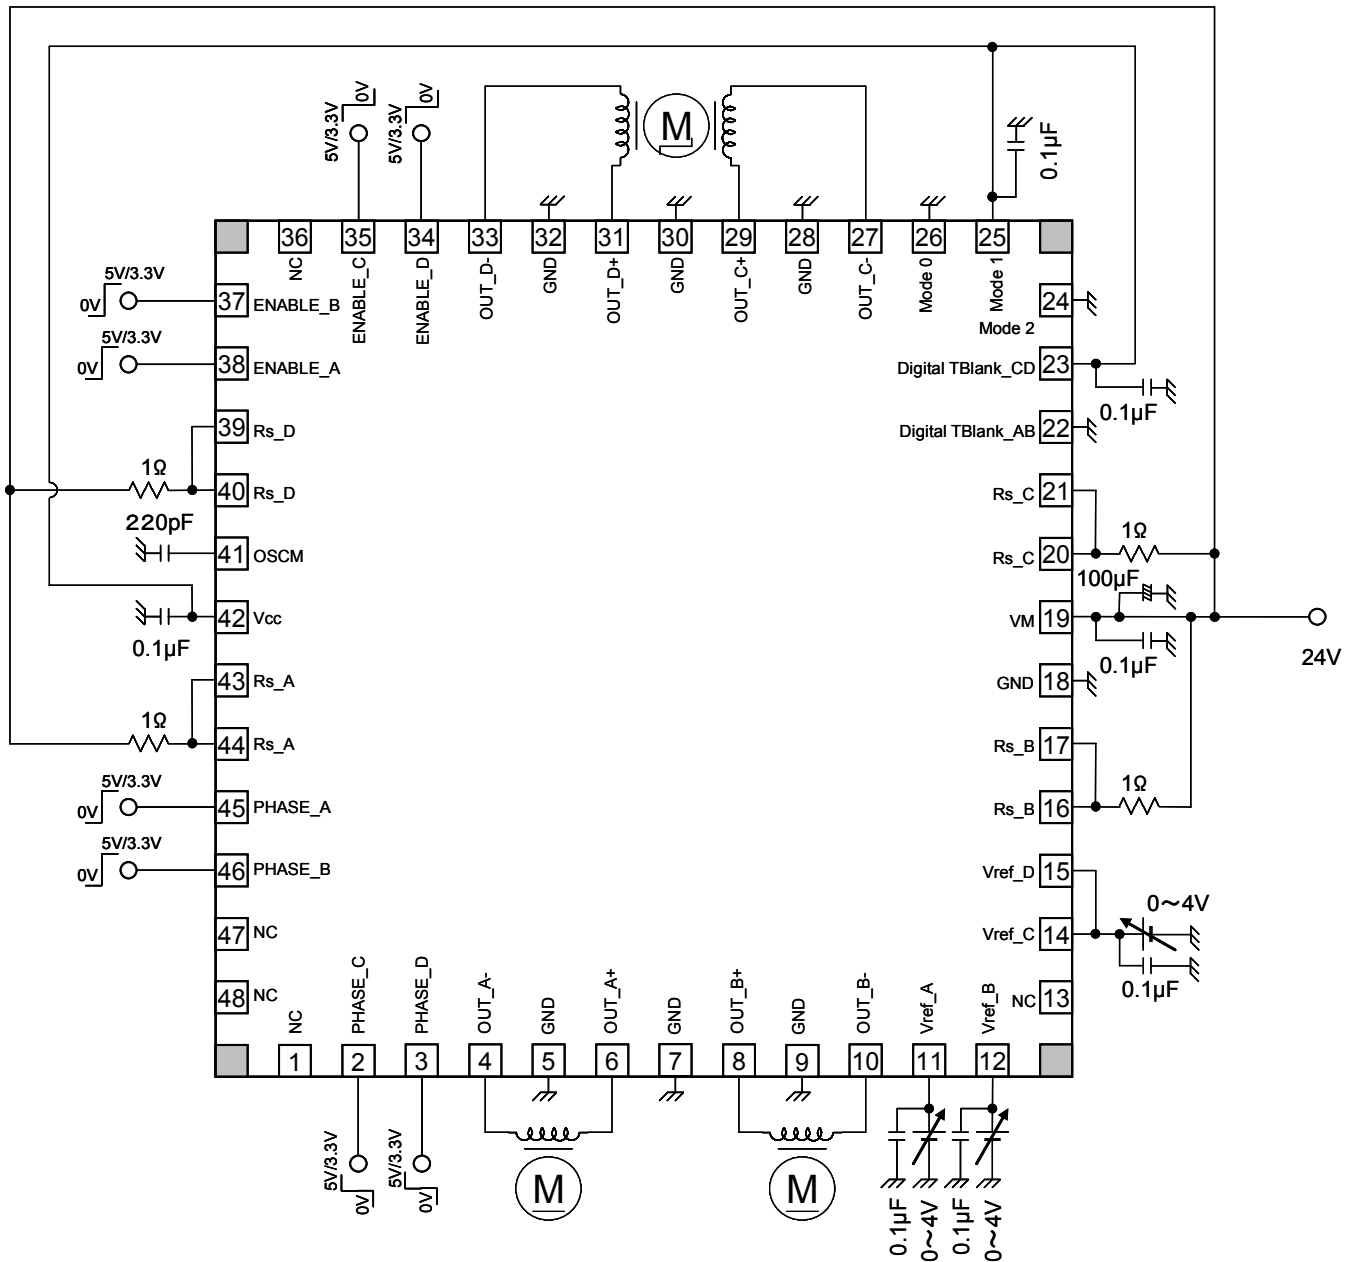 5V/3.3V
0V
5V/3.3V
0V
M
0.1µF
36
35
34
33
32
31
30
29
28
27
26
25
NC
ENABLE_C
ENABLE_D
OUT_D-
GND
OUT_D+
GND
OUT_C+
GND
OUT_C-
Mode 0
Mode 1
5V/3.3V
0V
37
ENABLE_B
24
Mode 2
5V/3.3V
0V
38
ENABLE_A
Digital TBlank_CD
23
0.1µF
39
Rs_D
Digital TBlank_AB
22
1Ω
40
Rs_D
Rs_C
21
1Ω
220pF
41
OSCM
Rs_C
20
100µF
42
Vcc
0.1µF
VM
19
0.1µF
24V
43
Rs_A
GND
18
1Ω
44
Rs_A
Rs_B
17
1Ω
5V/3.3V
0V
45
PHASE_A
Rs_B
16
5V/3.3V
0V
46
PHASE_B
Vref_D
15
0～4V
47
NC
Vref_C
14
0.1µF
48
NC
NC
13
NC
PHASE_C
PHASE_D
OUT_A-
GND
OUT_A+
GND
OUT_B+
GND
OUT_B-
Vref_A
Vref_B
1
2
3
4
5
6
7
8
9
10
11
12
5V/3.3V
0V
5V/3.3V
0V
M
M
0.1µF
0～4V
0.1µF
0～4V